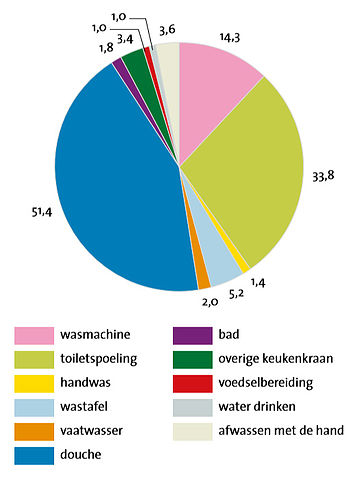 1,0
1,0
3,6
3,4
14,3
1,8
33,8
51,4
1,4
5,2
2,0
wasmachine
toiletspoeling
handwas
wastafel
vaatwasser
douche
bad
overige keukenkraan
voedselbereiding
water drinken
afwassen met de hand